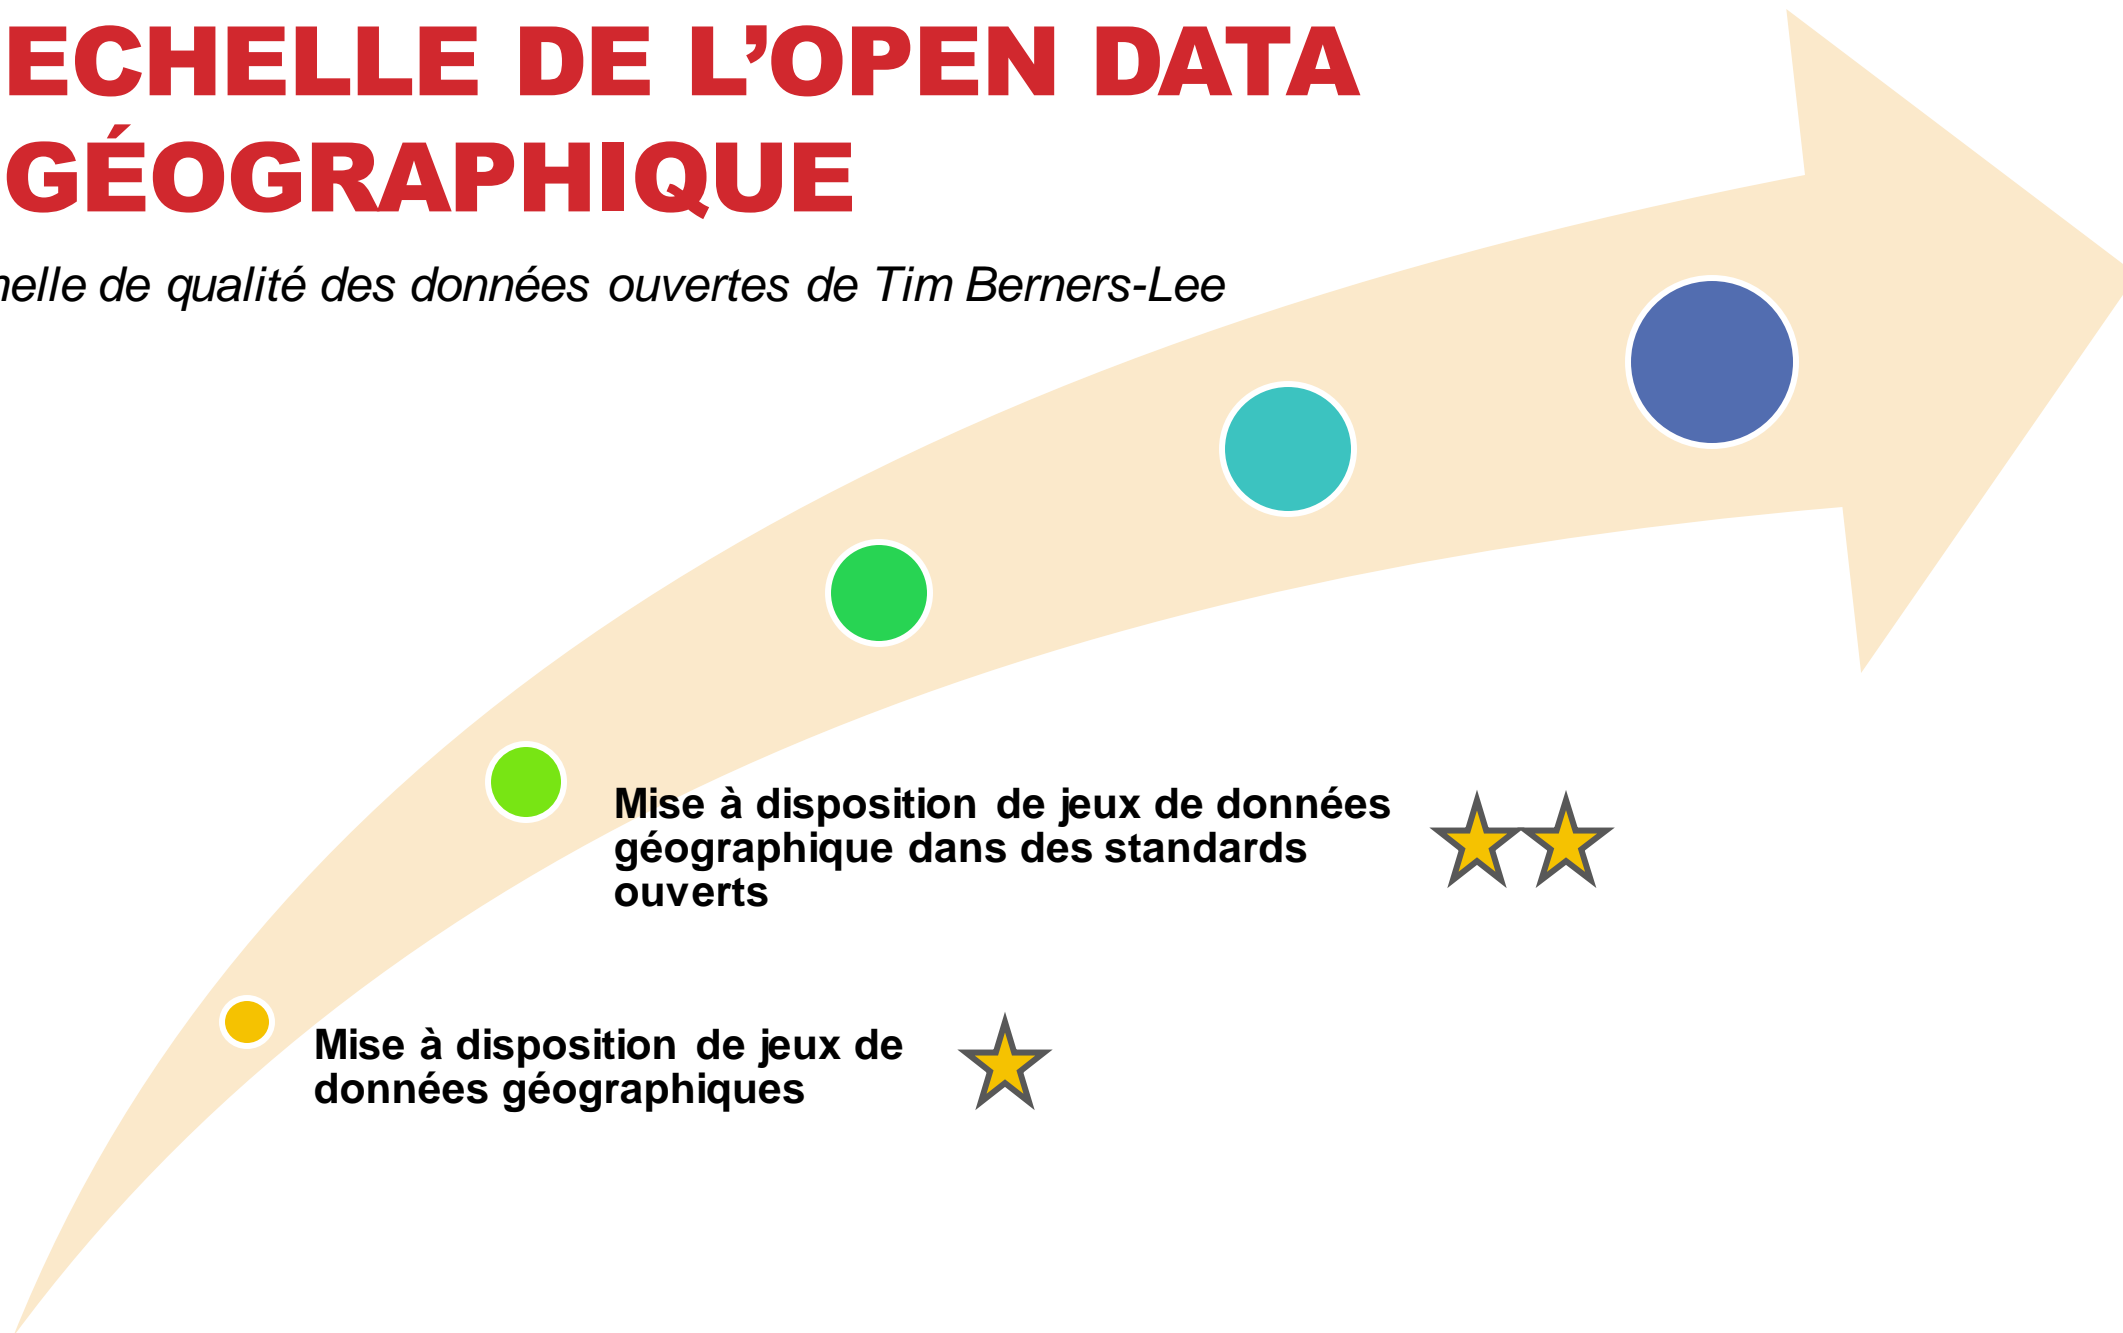 ECHELLE DE L’OPEN DATA
GÉOGRAPHIQUE
de qualité des données ouvertes de Tim Berners-Lee
Mise à disposition de jeux de données
géographique dans des standards
ouverts
Mise à disposition de jeux de
données géographiques